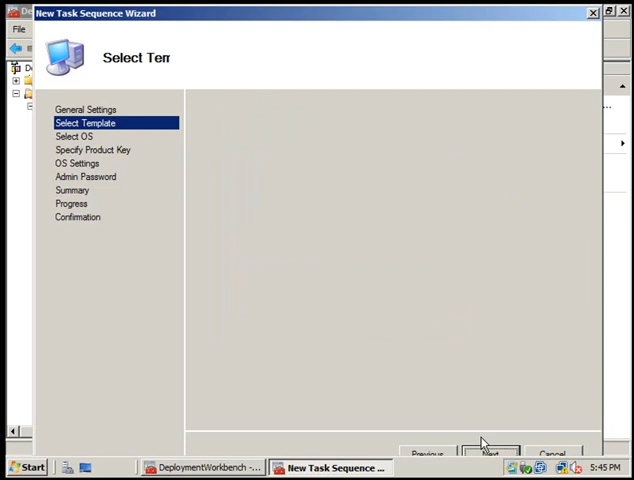 New Task Sequence Wizard
File
Select Tem
General Settings
Select Template
Select OS
Specify Product Key
OS Settings
Admin Password
Summary
Progress
Confirmation
Previous
Next
Cancel
Start
DeploymentWorkbench - ...
New Task Sequence ...
5:45 PM